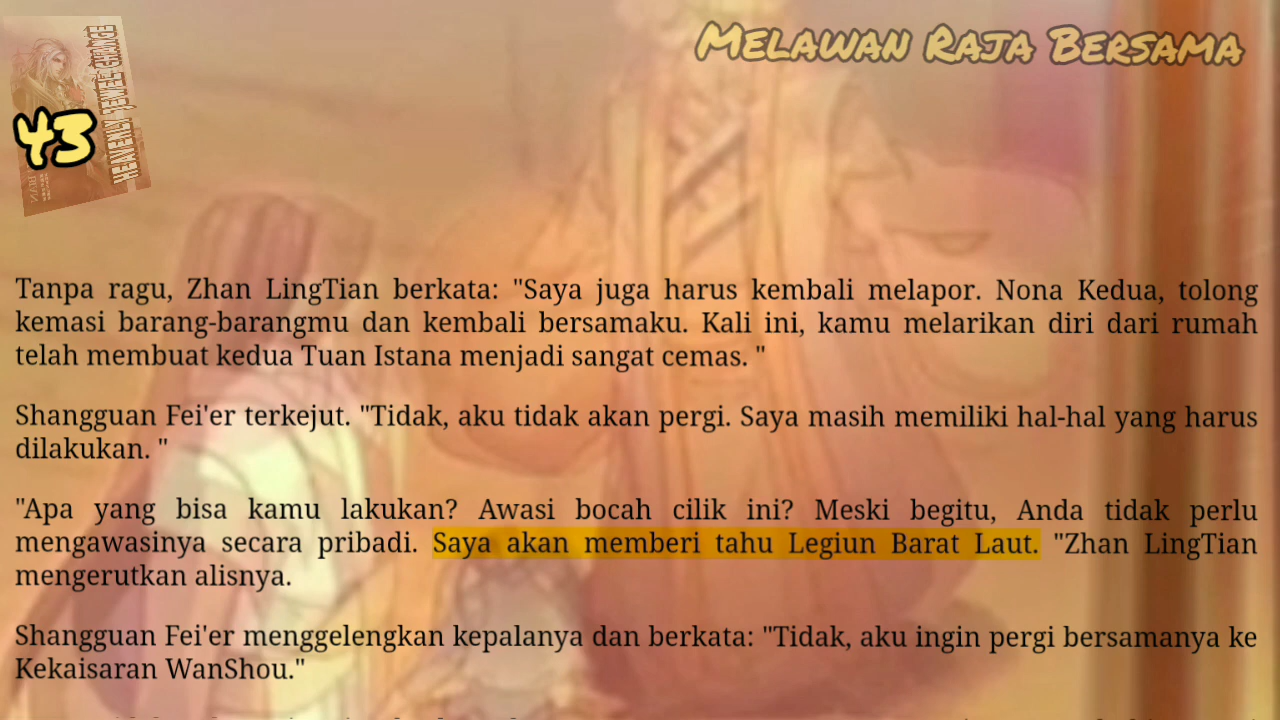 Melawan Raja Bersama
HEAVENLY JEWEL CHANGE
43
Tanpa ragu, Zhan LingTian berkata: "Saya juga harus kembali melapor. Nona Kedua, tolong
kemasi barang-barangmu dan kembali bersamaku. Kali ini, kamu melarikan diri dari rumah
telah membuat kedua Tuan Istana menjadi sangat cemas. "
Shangguan Fei'er terkejut. "Tidak, aku tidak akan pergi. Saya masih memiliki hal-hal yang harus
dilakukan. "
"Apa yang bisa kamu lakukan? Awasi bocah cilik ini? Meski begitu, Anda tidak perlu
mengawasinya secara pribadi. Saya akan memberi tahu Legiun Barat Laut. "Zhan LingTian
mengerutkan alisnya.
Shangguan Fei'er menggelengkan kepalanya dan berkata: "Tidak, aku ingin pergi bersamanya ke
Kekaisaran WanShou."